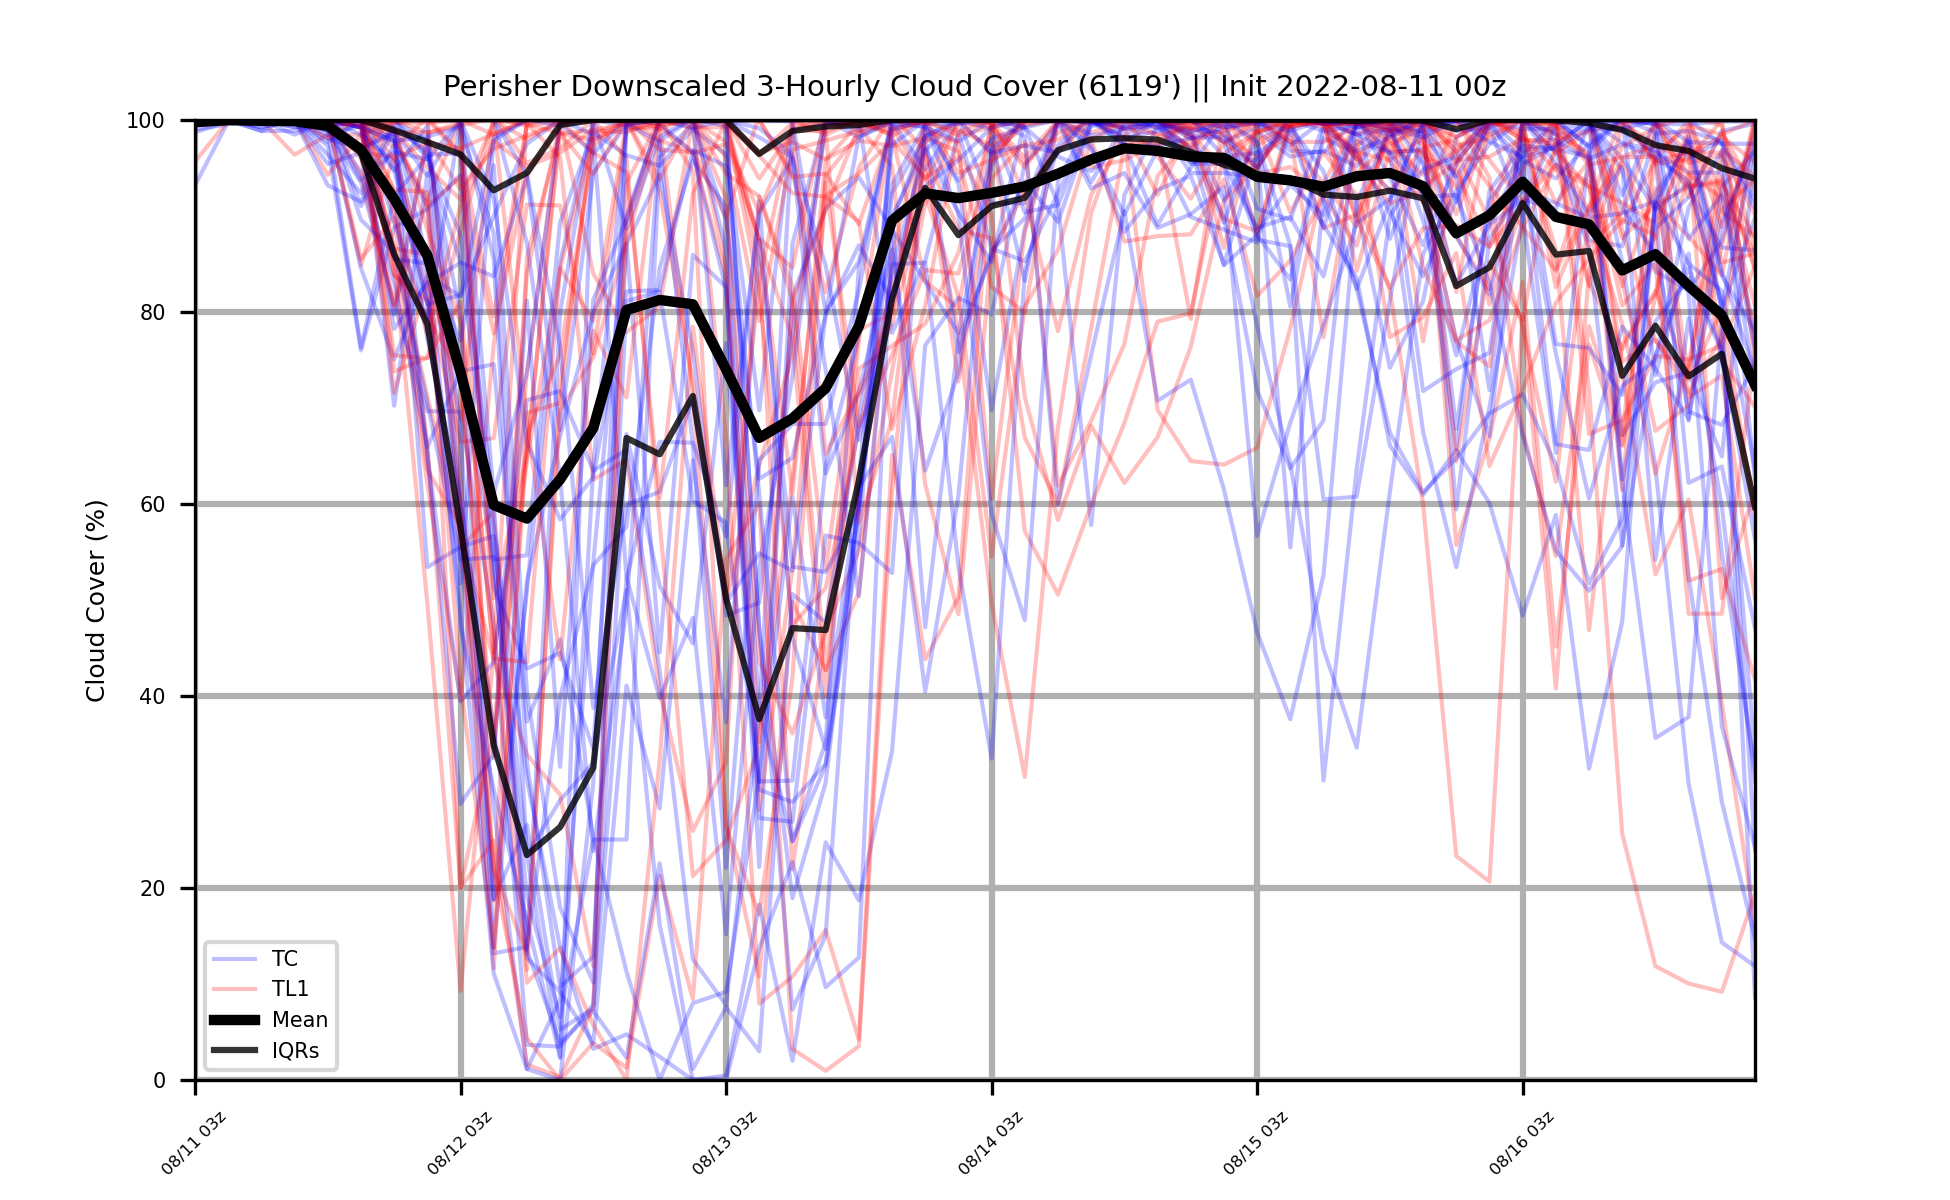 Perisher Downscaled 3-Hourly Cloud Cover (6119') || Init 2022-08-11 00z
Cloud Cover (%)
100
80
60
40
20
0
TC
TL1
Mean
IQRs
08/11 03z
08/12 03z
08/13 03z
08/14 03z
08/15 03z
08/16 03z